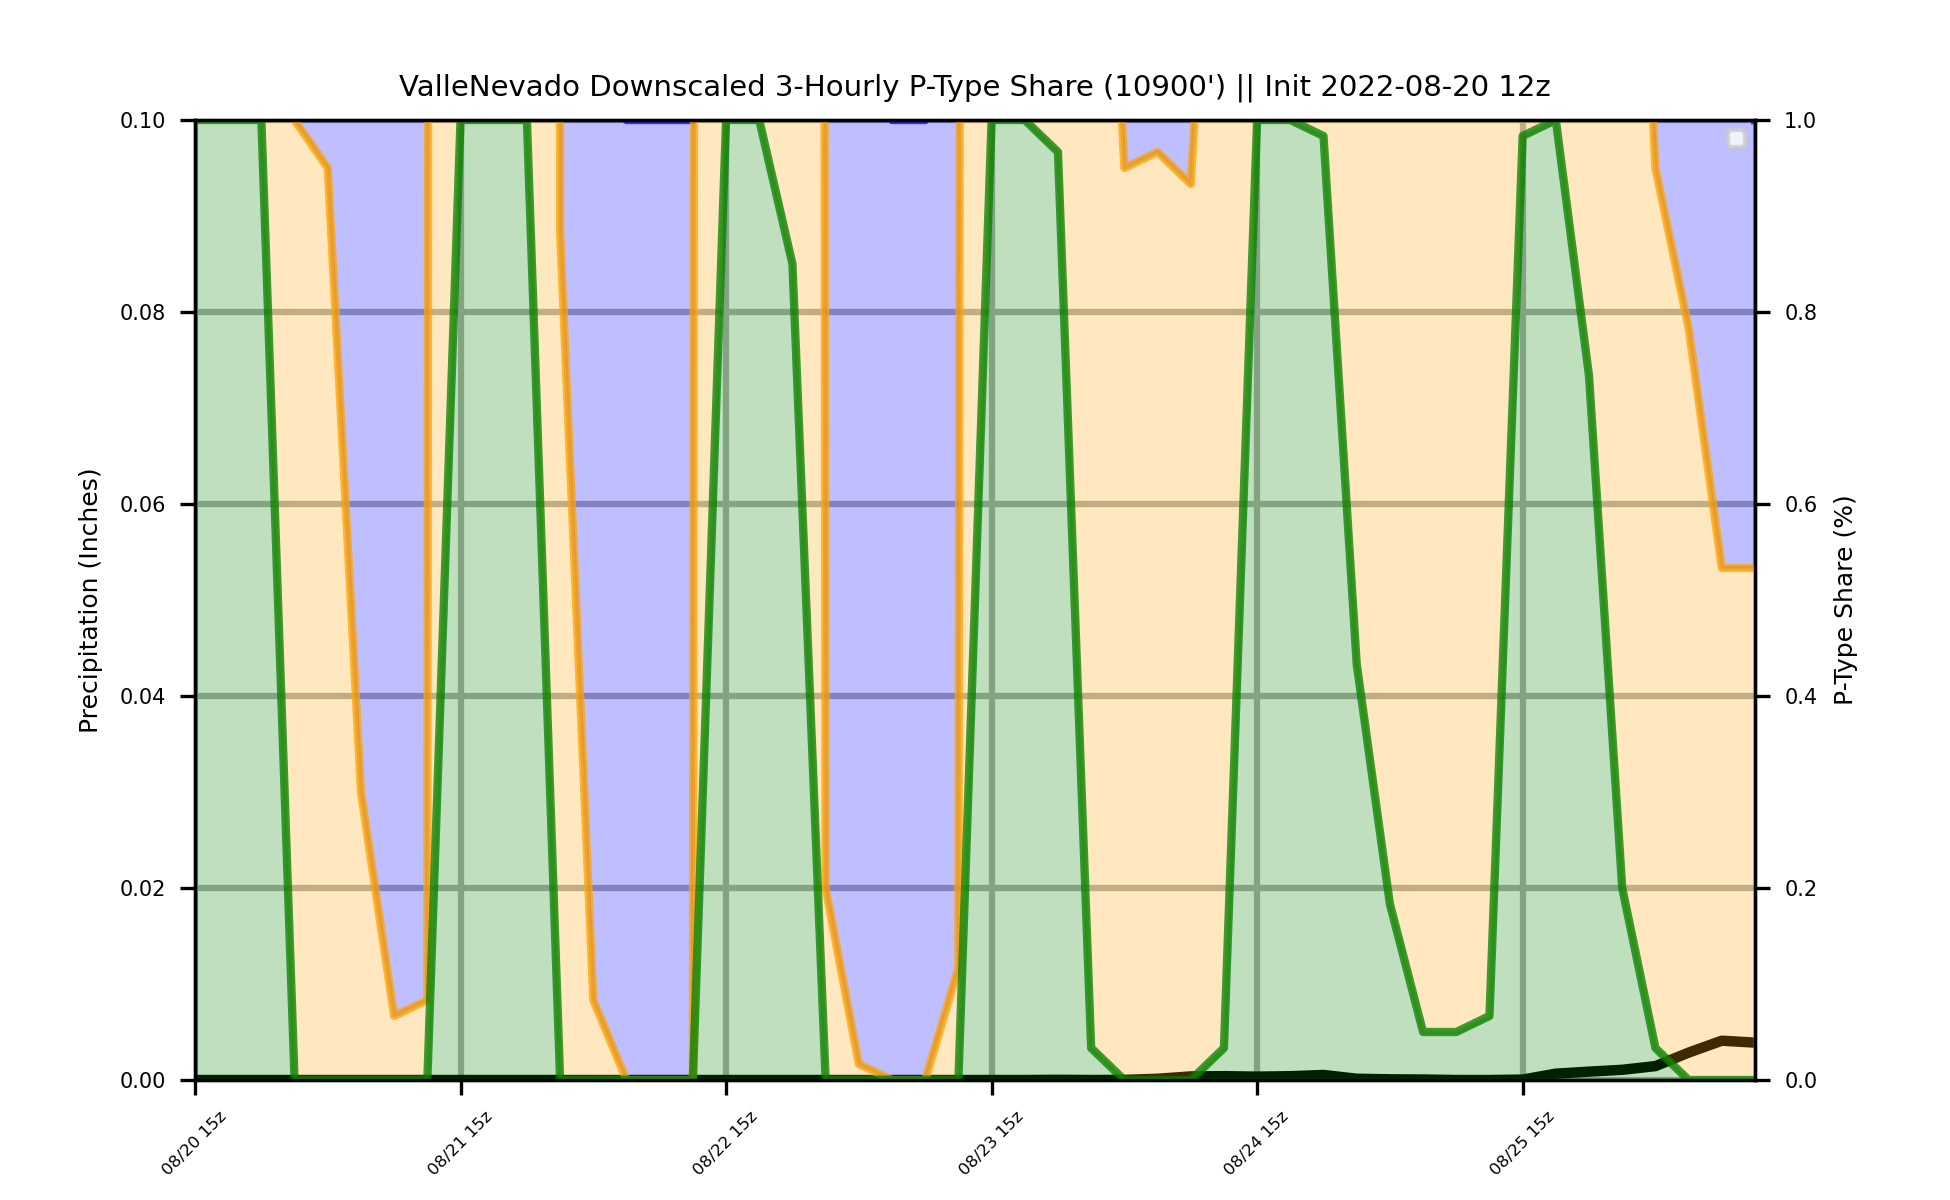 ValleNevado Downscaled 3-Hourly P-Type Share (10900') || Init 2022-08-20 12z
0.10
0.08
0.06
0.04
0.02
0.00
Precipitation (Inches)
1.0
0.8
0.6
0.4
0.2
0.0
P-Type Share (%)
08/20 15z
08/21 15z
08/22 15z
08/23 15z
08/24 15z
08/25 15z